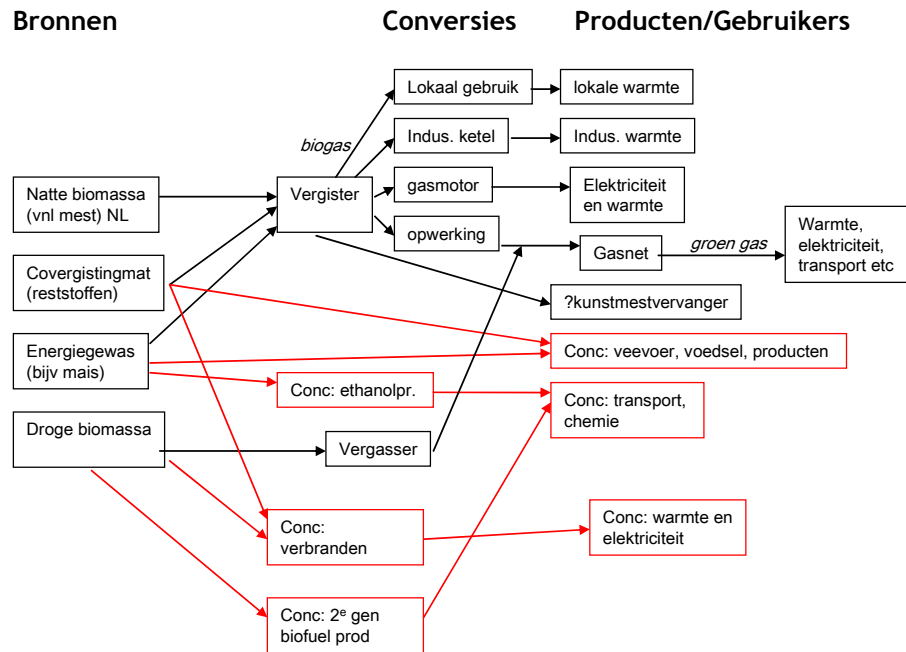 Bronnen
Conversies
Producten/Gebruikers
Lokaal gebruik
lokale warmte
biogas
Indus. ketel
Indus. warmte
Natte biomassa
(vnl mest) NL
Vergister
gasmotor
Elektriciteit
en warmte
opwerking
Gasnet
groen gas
Warmte,
elektriciteit,
transport etc
Covergistingmat
(reststoffen)
?kunstmestvervanger
Energiegewas
(bijv mais)
Conc: veevoer, voedsel, producten
Conc: ethanolpr.
Conc: transport,
chemie
Droge biomassa
Vergasser
Conc:
verbranden
Conc: warmte en
elektriciteit
Conc: 2e gen
biofuel prod